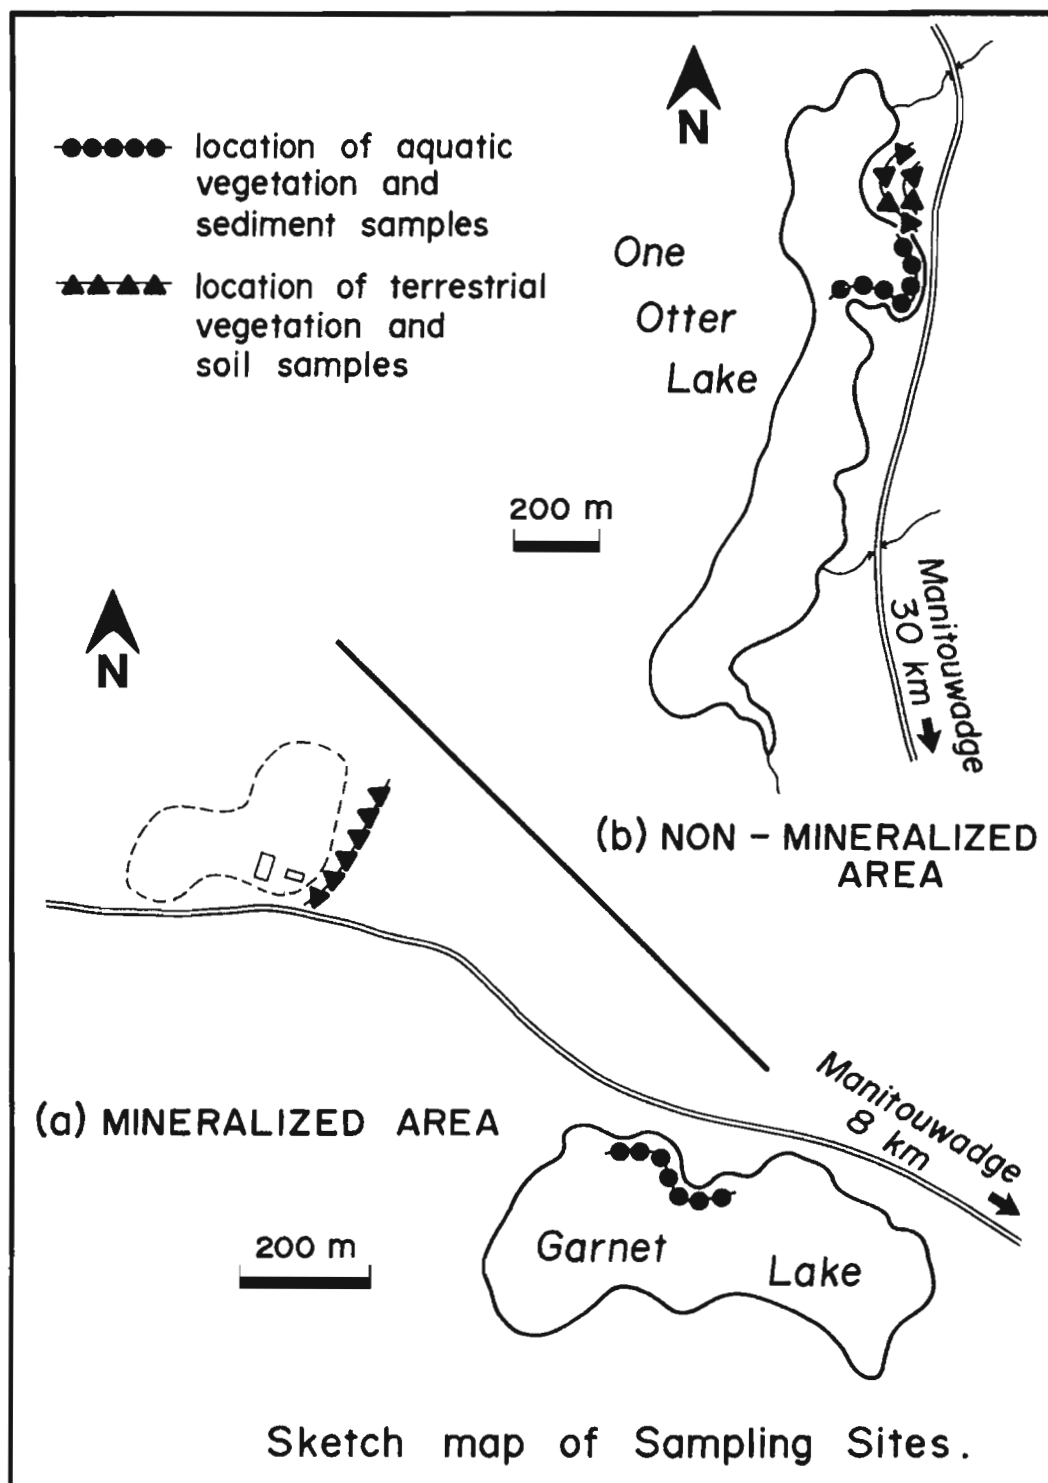 N
location of aquatic
vegetation and
sediment samples
location of terrestrial
vegetation and
soil samples
One
Otter
Lake
200 m
Manitouwadge
30 km
N
(b) NON - MINERALIZED
AREA
(a) MINERALIZED AREA
Manitouwadge
8 km
200 m
Garnet
Lake
Sketch map of Sampling Sites.